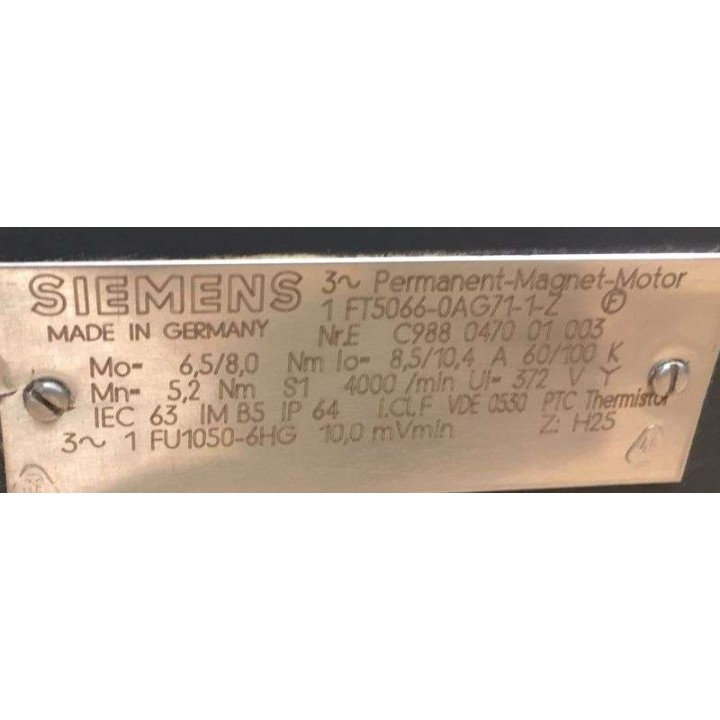 SIEMENS 3~ Permanent-Magnet-Motor
1 FT5066-0AG71-1-Z F
MADE IN GERMANY Nr.E C988 0470 01 003
Mo- 6,5/8,0 Nm Io- 8,5/10,4 A 60/100 K
Mn- 5,2 Nm S1 4000 /min Ui- 372 V Y
IEC 63 IM B5 IP 64 I.CL.F VDE 0530 PTC Thermistor
3~ 1 FU1050-6HG 10,0 mVmin Z: H25